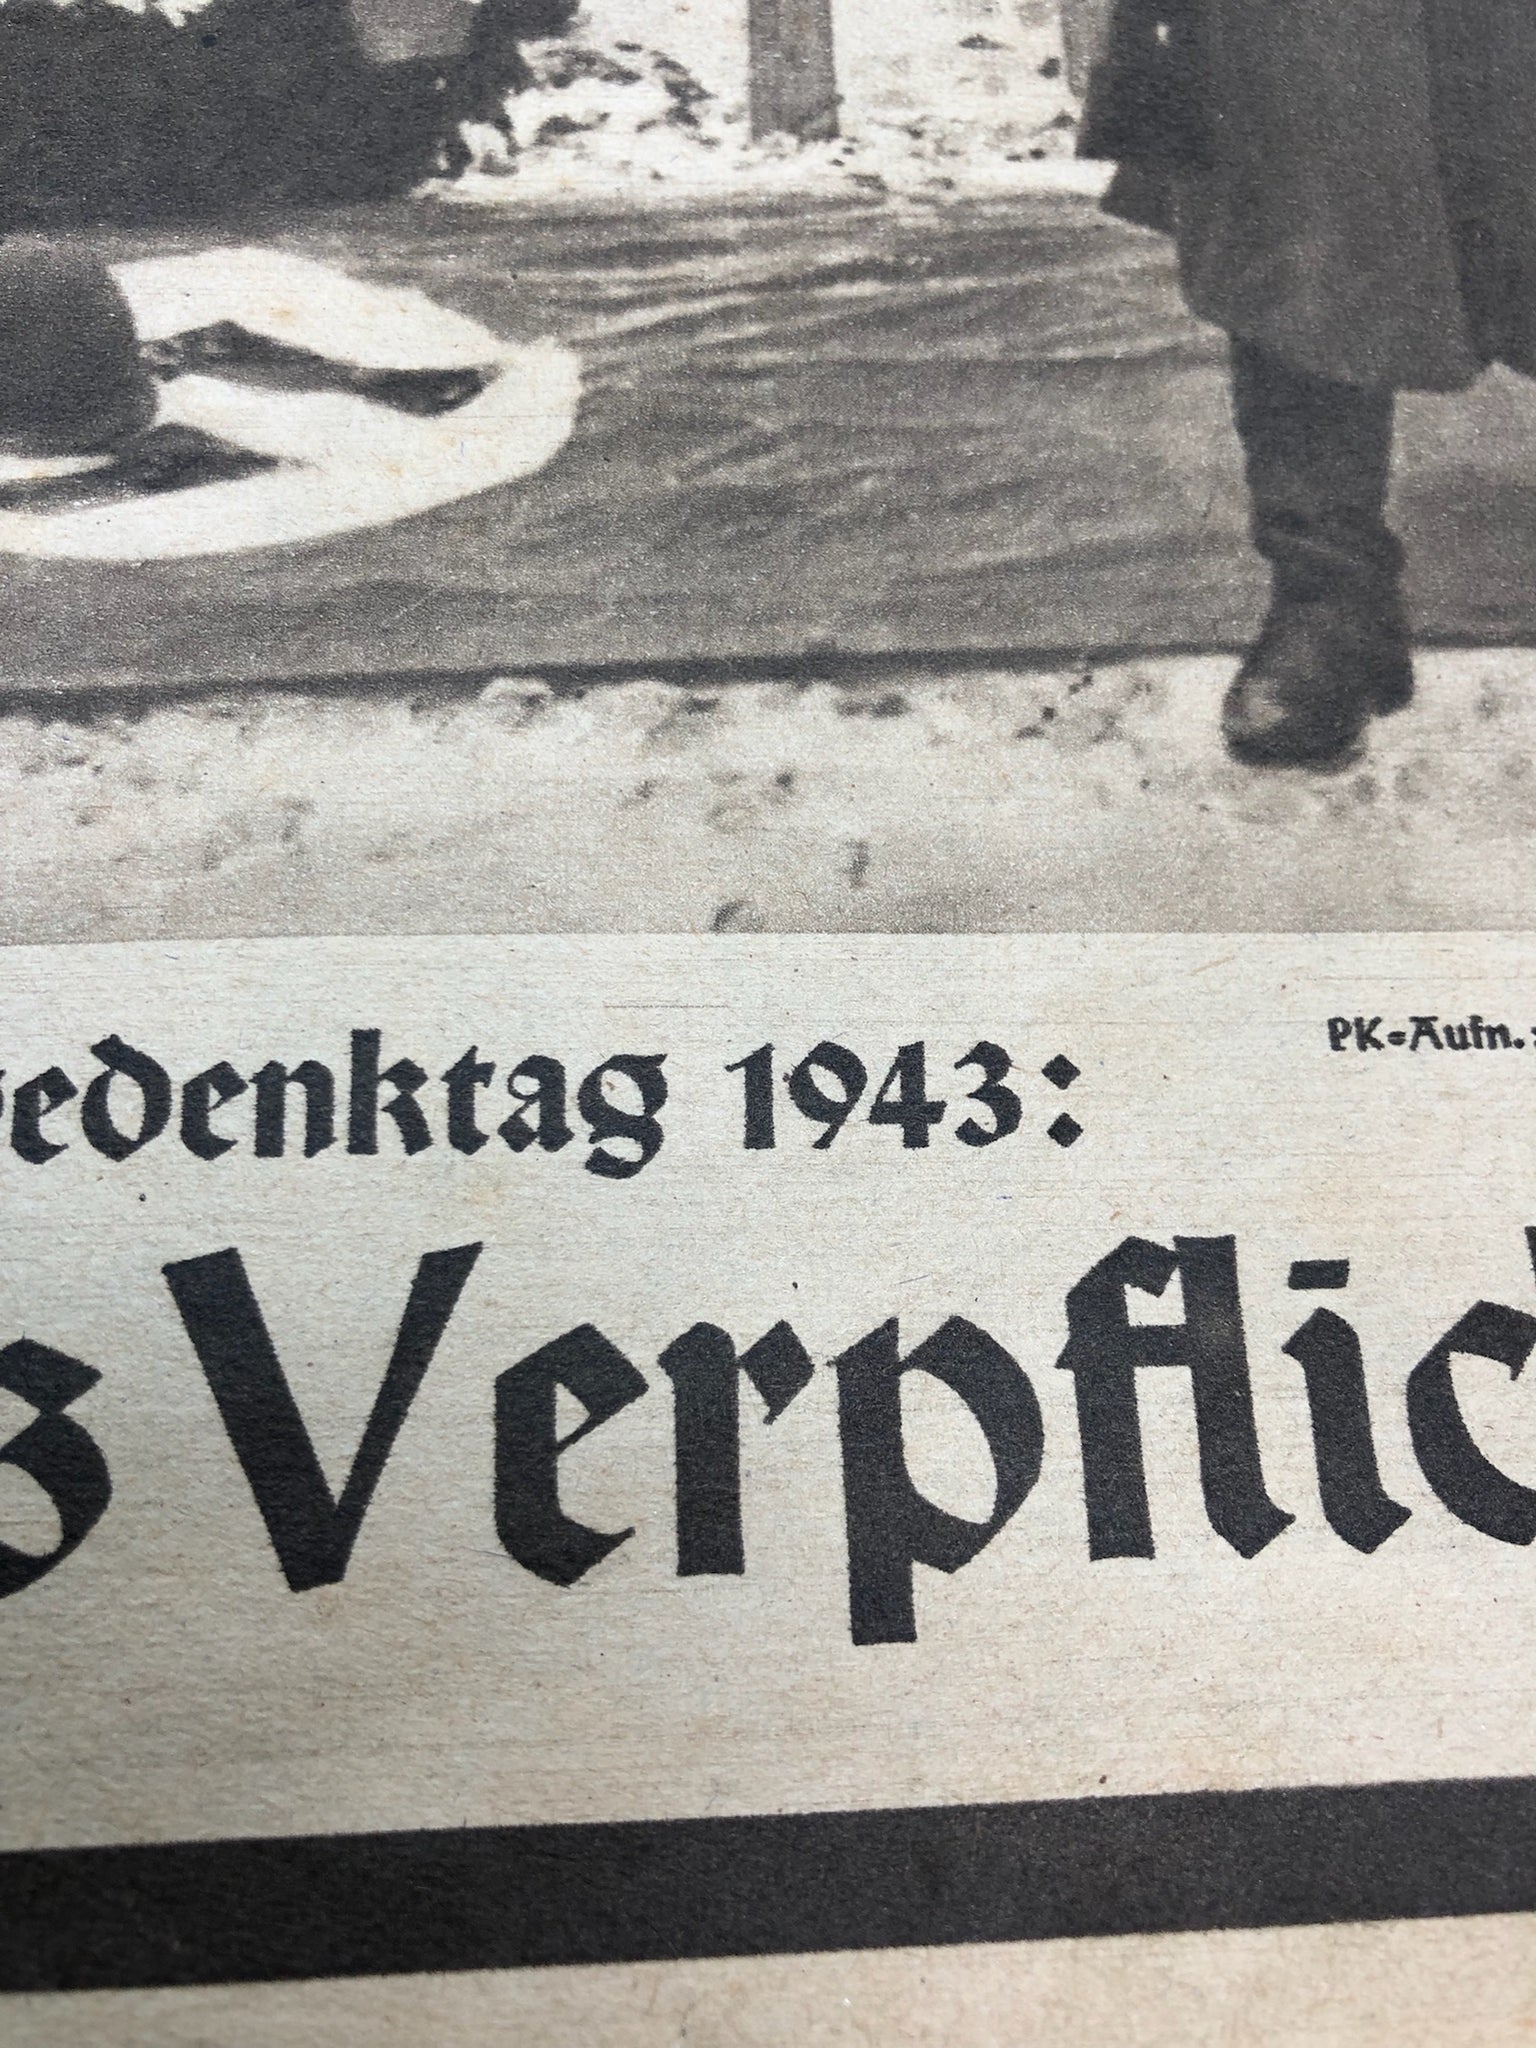 PK=Aufn.:
edenktag 1943:
s Verpflic